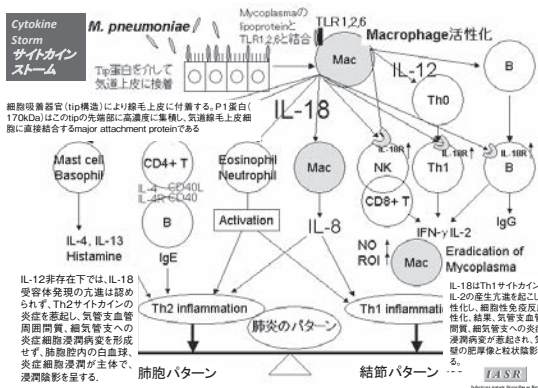 Cytokine
Storm
サイトカイン
ストーム
M. pneumoniae
Mycoplasmaの
lipoproteinと
TLR1,2,6と結合
TLR1,2,6
Mac
Macrophage活性化
Tip蛋白を介して
気道上皮に接着
IL-12
B
Th0
細胞吸着器官(tip構造)により線毛上皮に付着する。P1蛋白(
170kDa)はこのtipの先端部に高濃度に集積し、気道線毛上皮細
胞に直接結合するmajor attachment proteinである
IL-18
IL-18R
IL-18R
IL-18R
Mast cell
Basophil
CD4+ T
Eosinophil
Neutrophil
Mac
NK
Th1
B
IL-4 CD40L
IL-4R CD40
CD8+ T
B
Activation
IL-8
IgG
IFN-γ IL-2
IL-4, IL-13
Histamine
IgE
NO
ROI
Mac
Eradication of
Mycoplasma
IL-12非存在下では、IL-18
受容体発現の亢進は認め
られず、Th2サイトカインの
炎症を惹起し、気管支血管
周囲間質、細気管支への
炎症細胞浸潤病変を形成
せず、肺胞腔内の白血球、
炎症細胞浸潤が主体で、
浸潤影を呈する。
IL-18はTh1サイトカイン
IL-2の産生亢進を起こし
性化し、細胞性免疫反
性化、結果、気管支血管
間質、細気管支への炎
浸潤病変が惹起され、気
壁の肥厚像と粒状陰影
る。
Th2 inflammation
Th1 inflammati
肺炎のパターン
肺胞パターン
結節パターン
IASR